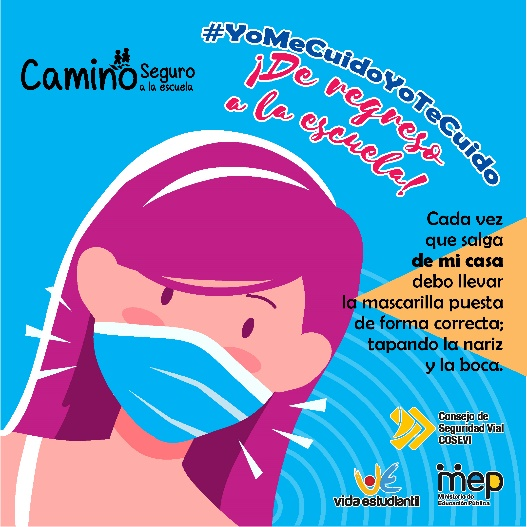 #YoMeCuidoYoTeCuido
¡De regreso
a la escuela!
Camino Seguro
a la escuela
Cada vez
que salga
de mi casa
debo llevar
la mascarilla puesta
de forma correcta;
tapando la nariz
y la boca.
Consejo de
Seguridad Vial
COSEVI
vida estudiantil
mep
Ministerio de
Educación Pública